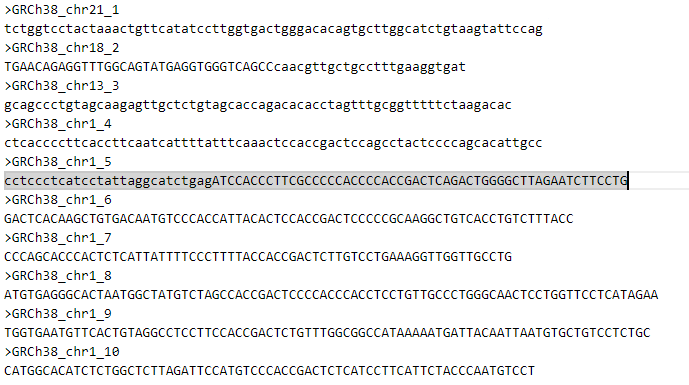 >GRCh38_chr21_1
tctggtcctactaaactgttcatatccttggtgactgggacacagtgcttggcatctgtaagtattccag
>GRCh38_chr18_2
TGAACAGAGGTTTGGCAGTATGAGGTGGGTCAGCCcaacgttgctgcctttgaaggtgat
>GRCh38_chr13_3
gcagccctgtagcaagagttgctctgtagcaccagacacacctagtttgcggtttttctaagacac
>GRCh38_chr1_4
ctcaccccttcaccttcaatcattttatttcaaactccaccgactccagcctactccccagcacattgcc
>GRCh38_chr1_5
cctccctcatcctattaggcatctgagATCCACCCTTCGCCCCCACCCCACCGACTCAGACTGGGGCTTAGAATCTTCCTG
>GRCh38_chr1_6
GACTCACAAGCTGTGACAATGTCCCACCATTACACTCCACCGACTCCCCCGCAAGGCTGTCACCTGTCTTTACC
>GRCh38_chr1_7
CCCAGCACCCACTCTCATTATTTTCCCTTTTACCACCGACTCTTGTCCTGAAAGGTTGGTTGCCTG
>GRCh38_chr1_8
ATGTGAGGGCACTAATGGCTATGTCTAGCCACCGACTCCCCACCCACCTCCTGTTGCCCTGGGCAACTCCTGGTTCCTCATAGAA
>GRCh38_chr1_9
TGGTGAATGTTCACTGTAGGCCTCCTTCCACCGACTCTGTTTGGCGGCCATAAAAATGATTACAATTAATGTGCTGTCCTCTGC
>GRCh38_chr1_10
CATGGCACATCTCTGGCTCTTAGATTCCATGTCCCACCGACTCTCATCCTTCATTCTACCCAATGTCCT